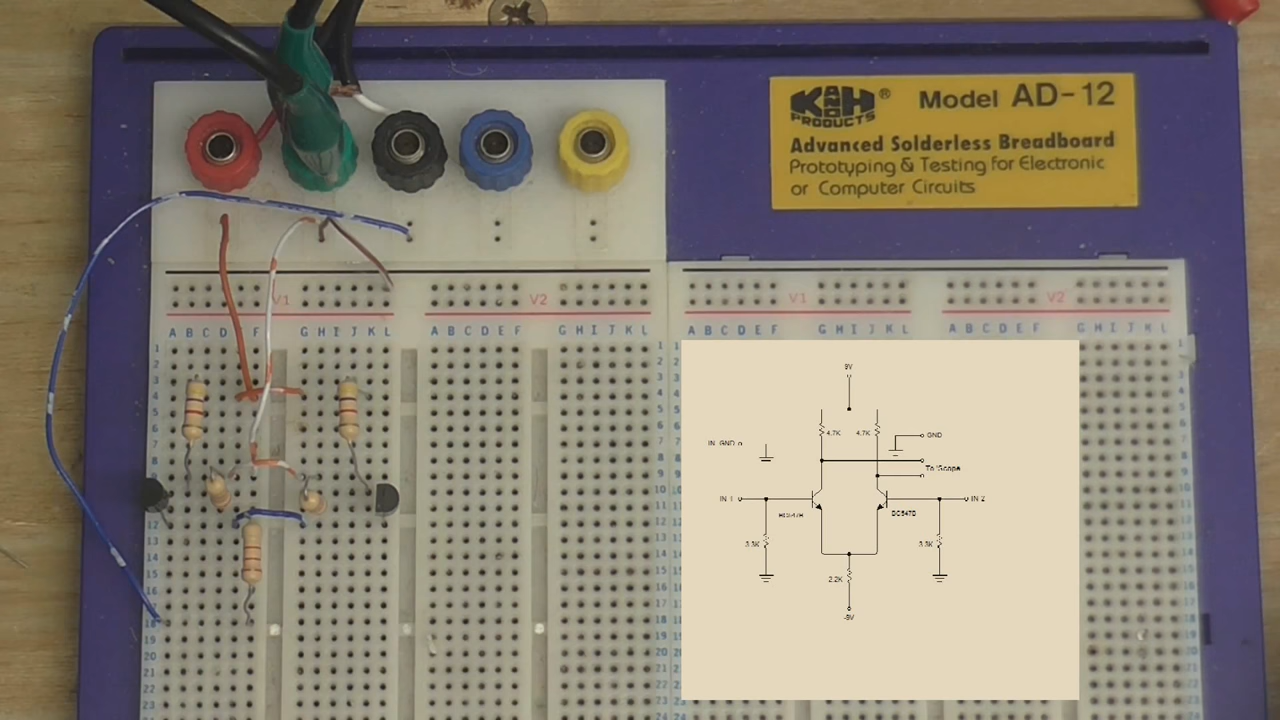 K AND H ®
PRODUCTS
Model AD-12
Advanced Solderless Breadboard
Prototyping & Testing for Electronic
or Computer Circuits
V1
V2
V1
V2
A B C D F
G H I J K L
A B C D E F
G H I J K L
A B C D E F
G H I J K L
A B C D E F
G H I J K L
9V
4.7K
4.7K
GND
IN GND
To 'Scope
IN 1
IN 2
3.3K
3.3K
2.2K
-9V